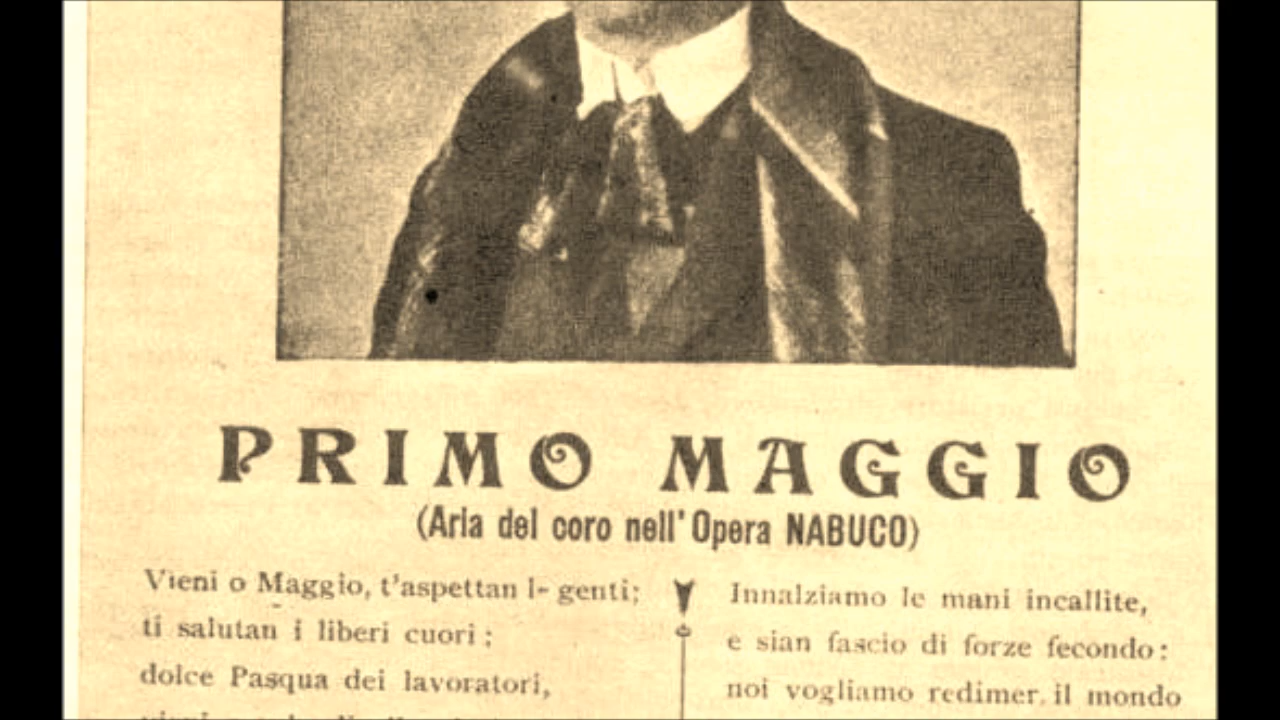 PRIMO MAGGIO
(Aria del coro nell'Opera NABUCO)
Vieni o Maggio, t'aspettan l- genti;
ti salutan i liberi cuori;
dolce Pasqua dei lavoratori,
Innalziamo le mani incallite,
e sian fascio di forze fecondo:
noi vogliamo redimer. il mondo